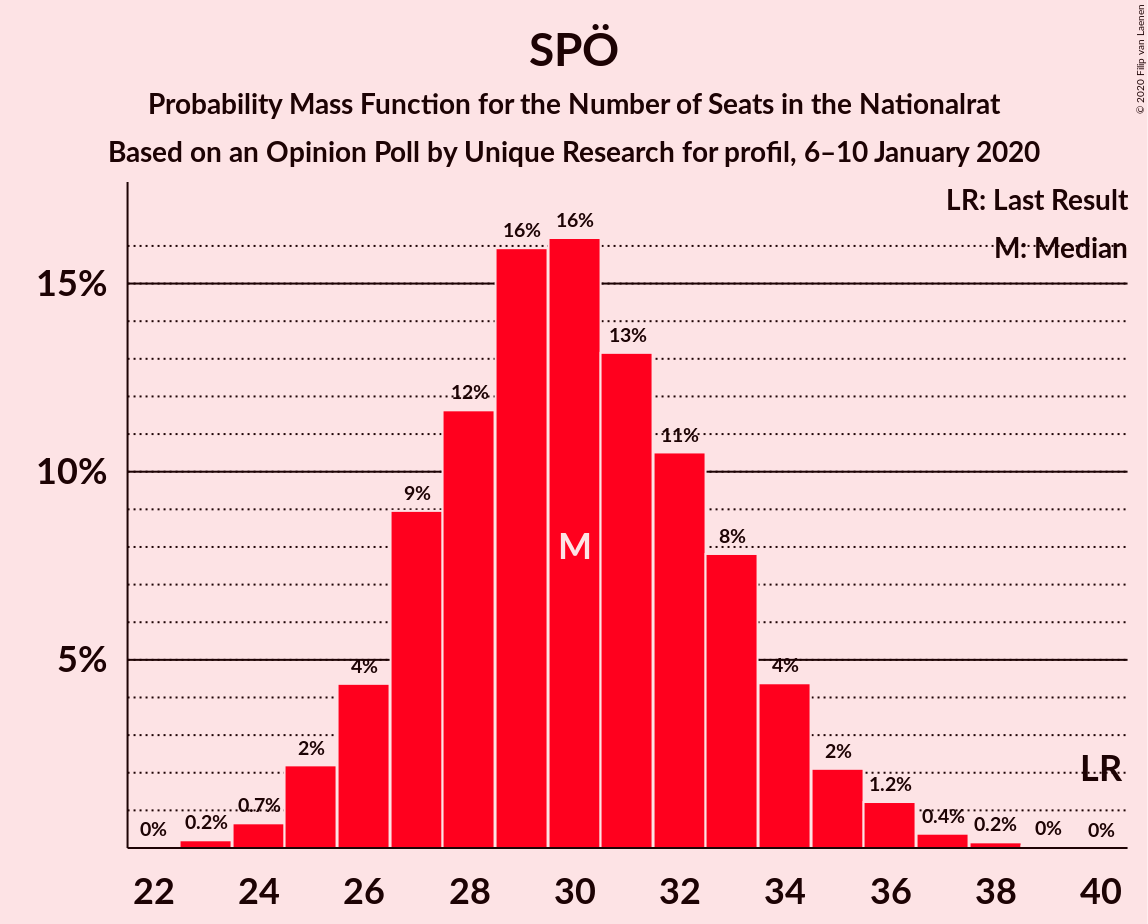 SPÖ
Probability Mass Function for the Number of Seats in the Nationalrat
Based on an Opinion Poll by Unique Research for profil, 6–10 January 2020
© 2020 Filip van Laenen
LR: Last Result
M: Median
15%
10%
5%
0%
0.2%
0.7%
2%
4%
9%
12%
16%
16%
13%
11%
8%
4%
2%
1.2%
0.4%
0.2%
0%
0%
M
LR
22 24 26 28 30 32 34 36 38 40